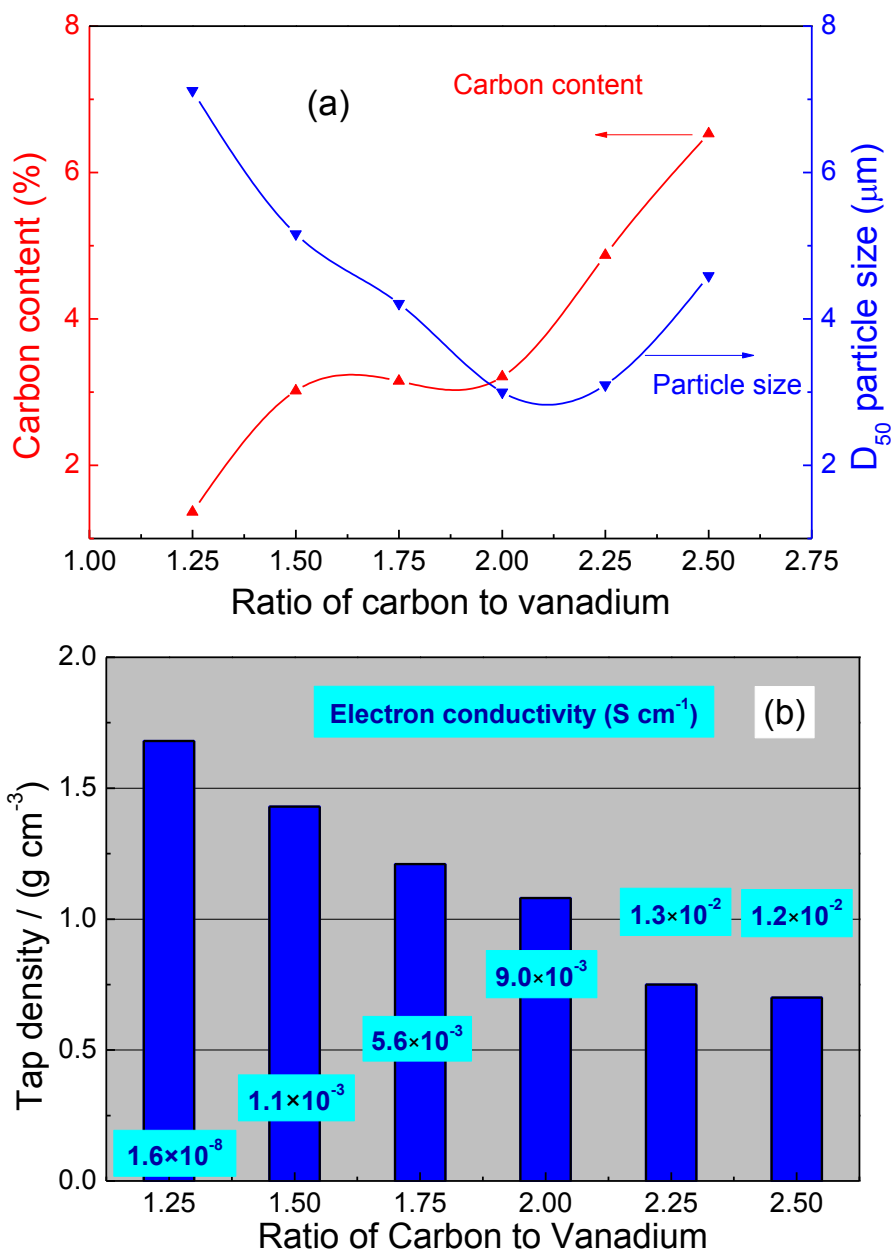 8
(a)
Carbon content
8
6
6
4
4
Particle size
2
2
Carbon content (%)
D₅₀ particle size (μm)
1.00 1.25 1.50 1.75 2.00 2.25 2.50 2.75
Ratio of carbon to vanadium
2.0
Electron conductivity (S cm⁻¹)
(b)
1.5
1.0
1.3×10⁻² 1.2×10⁻²
9.0×10⁻³
5.6×10⁻³
0.5
1.1×10⁻³
1.6×10⁻⁸
0.0
Tap density / (g cm⁻³)
1.25 1.50 1.75 2.00 2.25 2.50
Ratio of Carbon to Vanadium